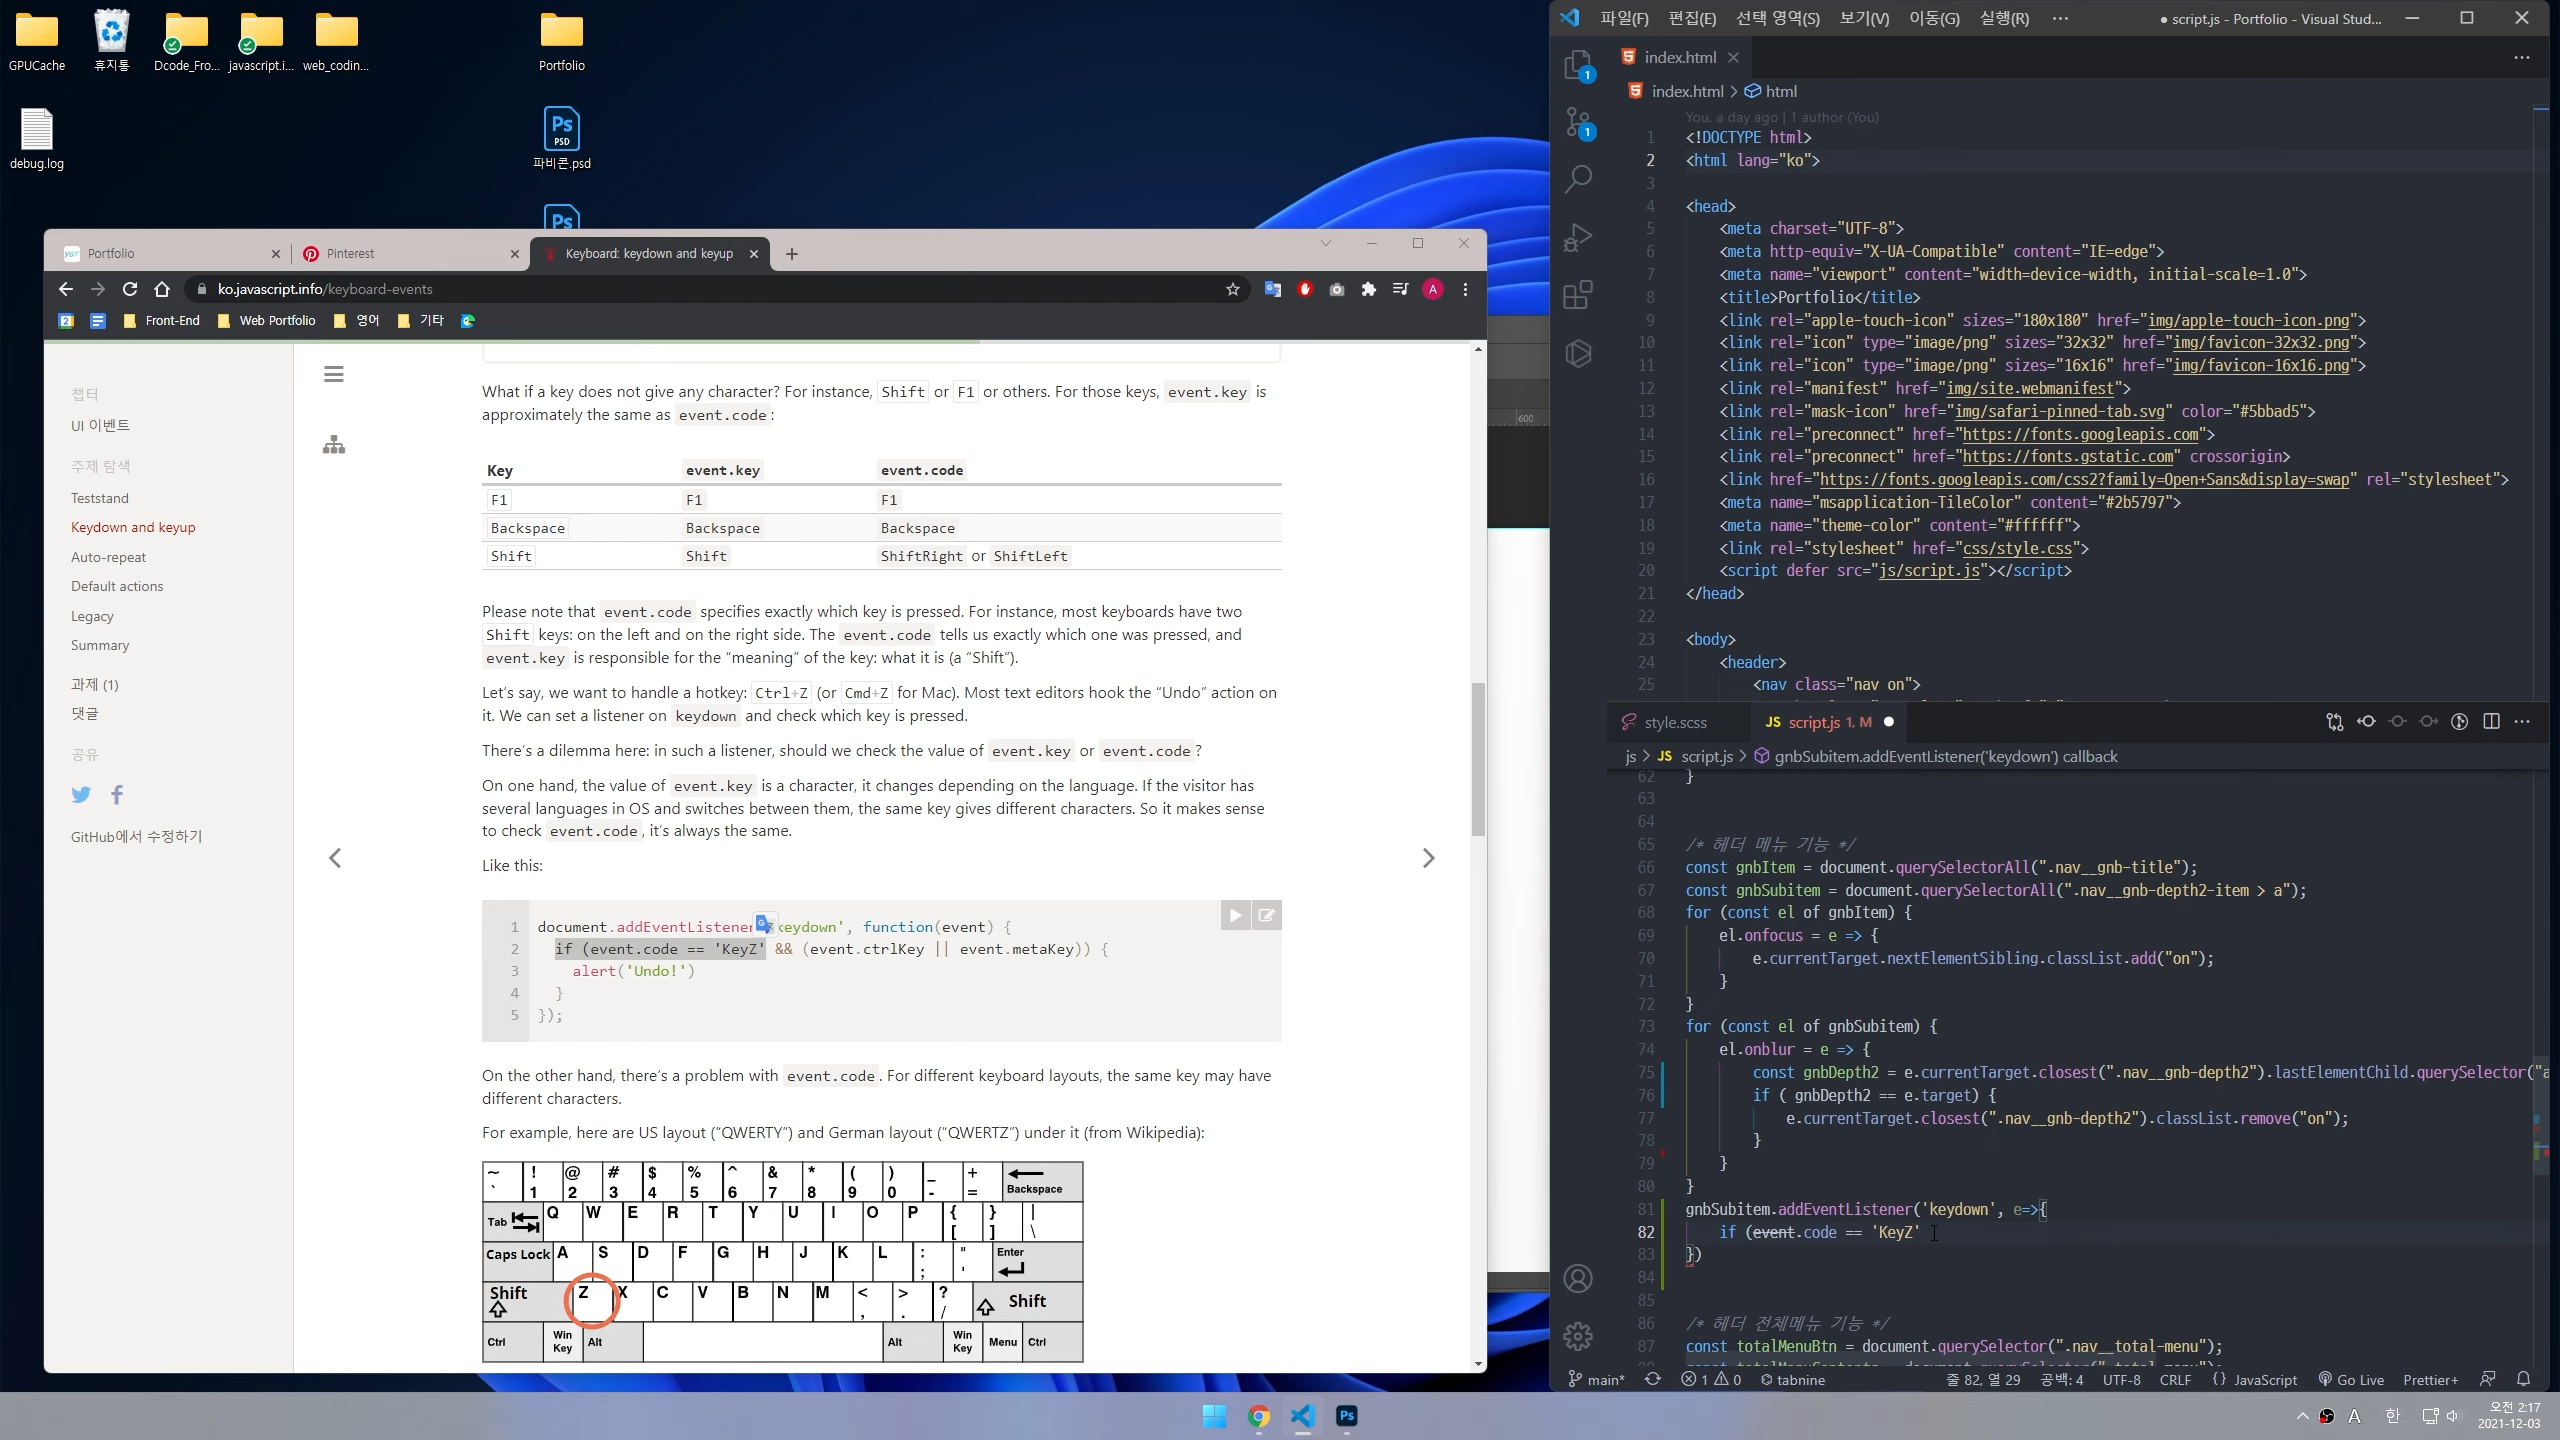 GPUCache
휴지통
Dcode_Fro...
javascript.i...
web_codin...
Portfolio
debug.log
Ps
PSD
파비콘.psd
Ps
Portfolio
Pinterest
Keyboard: keydown and keyup
ko.javascript.info/keyboard-events
A
Front-End
Web Portfolio
영어
기타
챕터
UI 이벤트
주제 탐색
Teststand
Keydown and keyup
Auto-repeat
Default actions
Legacy
Summary
과제 (1)
댓글
공유
GitHub에서 수정하기
What if a key does not give any character? For instance, Shift or F1 or others. For those keys, event.key is
approximately the same as event.code:
Key event.key event.code
F1 F1 F1
Backspace Backspace Backspace
Shift Shift ShiftRight or ShiftLeft
Please note that event.code specifies exactly which key is pressed. For instance, most keyboards have two
Shift keys: on the left and on the right side. The event.code tells us exactly which one was pressed, and
event.key is responsible for the “meaning” of the key: what it is (a “Shift”).
Let’s say, we want to handle a hotkey: Ctrl+Z (or Cmd+Z for Mac). Most text editors hook the “Undo” action on
it. We can set a listener on keydown and check which key is pressed.
There’s a dilemma here: in such a listener, should we check the value of event.key or event.code?
On one hand, the value of event.key is a character, it changes depending on the language. If the visitor has
several languages in OS and switches between them, the same key gives different characters. So it makes sense
to check event.code, it’s always the same.
Like this:
1 document.addEventListener keydown', function(event) {
2 if (event.code == 'KeyZ' && (event.ctrlKey || event.metaKey)) {
3 alert('Undo!')
4 }
5 });
On the other hand, there’s a problem with event.code. For different keyboard layouts, the same key may have
different characters.
For example, here are US layout (“QWERTY”) and German layout (“QWERTZ”) under it (from Wikipedia):
~ ! @ # $ % ^ & * ( ) _ +
` 1 2 3 4 5 6 7 8 9 0 - = Backspace
Tab Q W E R T Y U I O P { } |
[ ] \
Caps Lock A S D F G H J K L : " Enter
; '
Shift Z X C V B N M < > ? Shift
, . /
Ctrl Win Key Alt Alt Win Key Menu Ctrl
600
파일(F) 편집(E) 선택 영역(S) 보기(V) 이동(G) 실행(R) ··· ● script.js - Portfolio - Visual Stud...
index.html
index.html > html
1
1
You, a day ago | 1 author (You)
1 <!DOCTYPE html>
2 <html lang="ko">
3
4 <head>
5 <meta charset="UTF-8">
6 <meta http-equiv="X-UA-Compatible" content="IE=edge">
7 <meta name="viewport" content="width=device-width, initial-scale=1.0">
8 <title>Portfolio</title>
9 <link rel="apple-touch-icon" sizes="180x180" href="img/apple-touch-icon.png">
10 <link rel="icon" type="image/png" sizes="32x32" href="img/favicon-32x32.png">
11 <link rel="icon" type="image/png" sizes="16x16" href="img/favicon-16x16.png">
12 <link rel="manifest" href="img/site.webmanifest">
13 <link rel="mask-icon" href="img/safari-pinned-tab.svg" color="#5bbad5">
14 <link rel="preconnect" href="https://fonts.googleapis.com">
15 <link rel="preconnect" href="https://fonts.gstatic.com" crossorigin>
16 <link href="https://fonts.googleapis.com/css2?family=Open+Sans&display=swap" rel="stylesheet">
17 <meta name="msapplication-TileColor" content="#2b5797">
18 <meta name="theme-color" content="#ffffff">
19 <link rel="stylesheet" href="css/style.css">
20 <script defer src="js/script.js"></script>
21 </head>
22
23 <body>
24 <header>
25 <nav class="nav on">
style.scss
JS script.js 1, M ●
js > JS script.js > gnbSubitem.addEventListener('keydown') callback
62 }
63
64
65 /* 헤더 메뉴 기능 */
66 const gnbItem = document.querySelectorAll(".nav__gnb-title");
67 const gnbSubitem = document.querySelectorAll(".nav__gnb-depth2-item > a");
68 for (const el of gnbItem) {
69 el.onfocus = e => {
70 e.currentTarget.nextElementSibling.classList.add("on");
71 }
72 }
73 for (const el of gnbSubitem) {
74 el.onblur = e => {
75 const gnbDepth2 = e.currentTarget.closest(".nav__gnb-depth2").lastElementChild.querySelector("a
76 if ( gnbDepth2 == e.target) {
77 e.currentTarget.closest(".nav__gnb-depth2").classList.remove("on");
78 }
79 }
80 }
81 gnbSubitem.addEventListener('keydown', e=>{
82 if (event.code == 'KeyZ'
83 })
84
85
86 /* 헤더 전체메뉴 기능 */
87 const totalMenuBtn = document.querySelector(".nav__total-menu");
main* 1 0 tabnine 줄 82, 열 29 공백: 4 UTF-8 CRLF {} JavaScript Go Live Prettier+
Ps
A 한 오전 2:17
2021-12-03